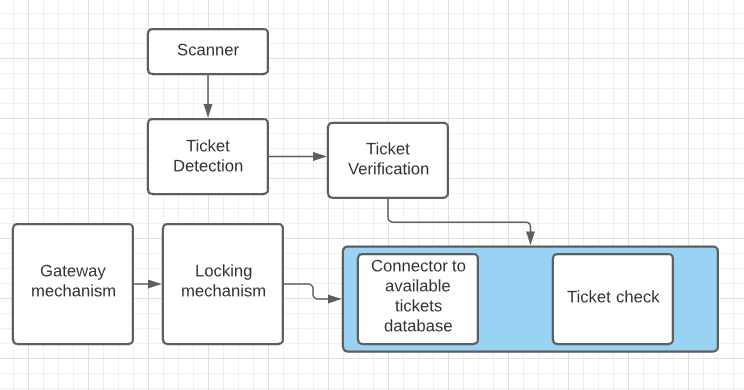 Scanner
Ticket
Detection
Ticket
Verification
Gateway
mechanism
Locking
mechanism
Connector to
available
tickets
database
Ticket check